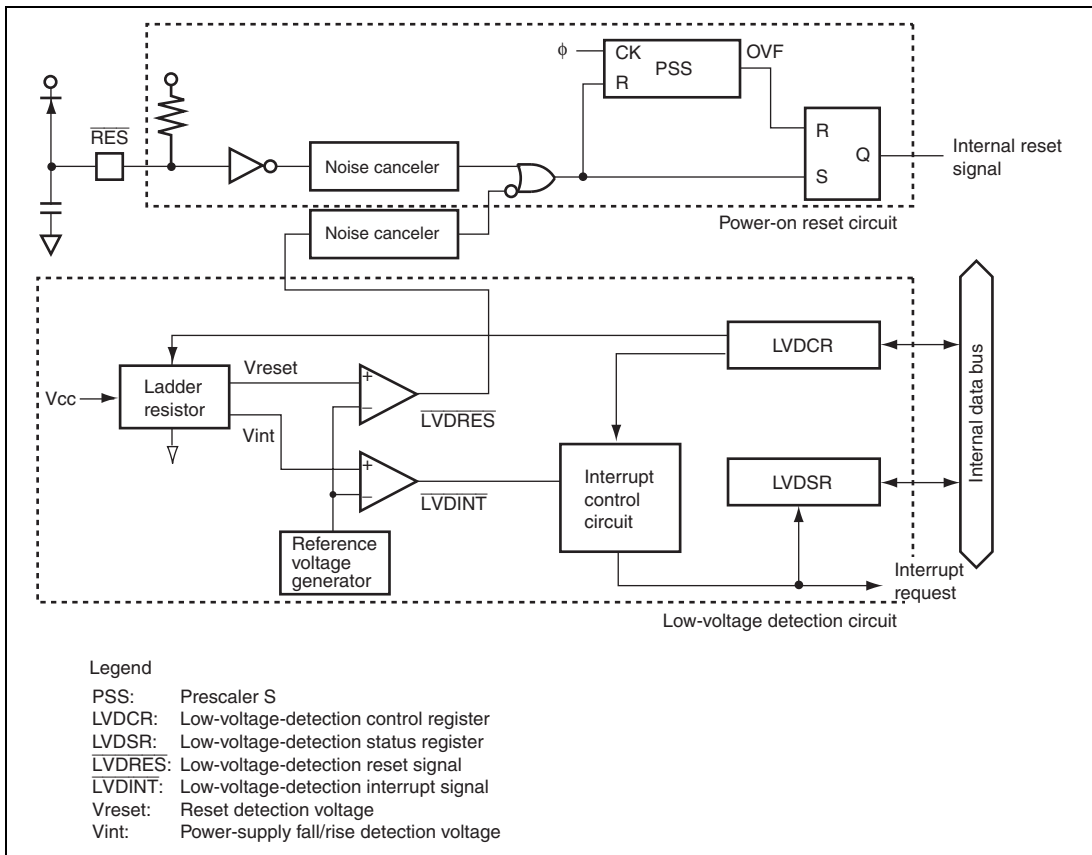 φ
CK
PSS
R
OVF
RES
R
Q
S
Internal reset
signal
Noise canceler
Power-on reset circuit
Noise canceler
Vcc
Ladder
resistor
Vreset
Vint
+
−
LVDRES
+
−
LVDINT
Reference
voltage
generator
Interrupt
control
circuit
LVDCR
LVDSR
Internal data bus
Interrupt
request
Low-voltage detection circuit
Legend
PSS: Prescaler S
LVDCR: Low-voltage-detection control register
LVDSR: Low-voltage-detection status register
LVDRES: Low-voltage-detection reset signal
LVDINT: Low-voltage-detection interrupt signal
Vreset: Reset detection voltage
Vint: Power-supply fall/rise detection voltage